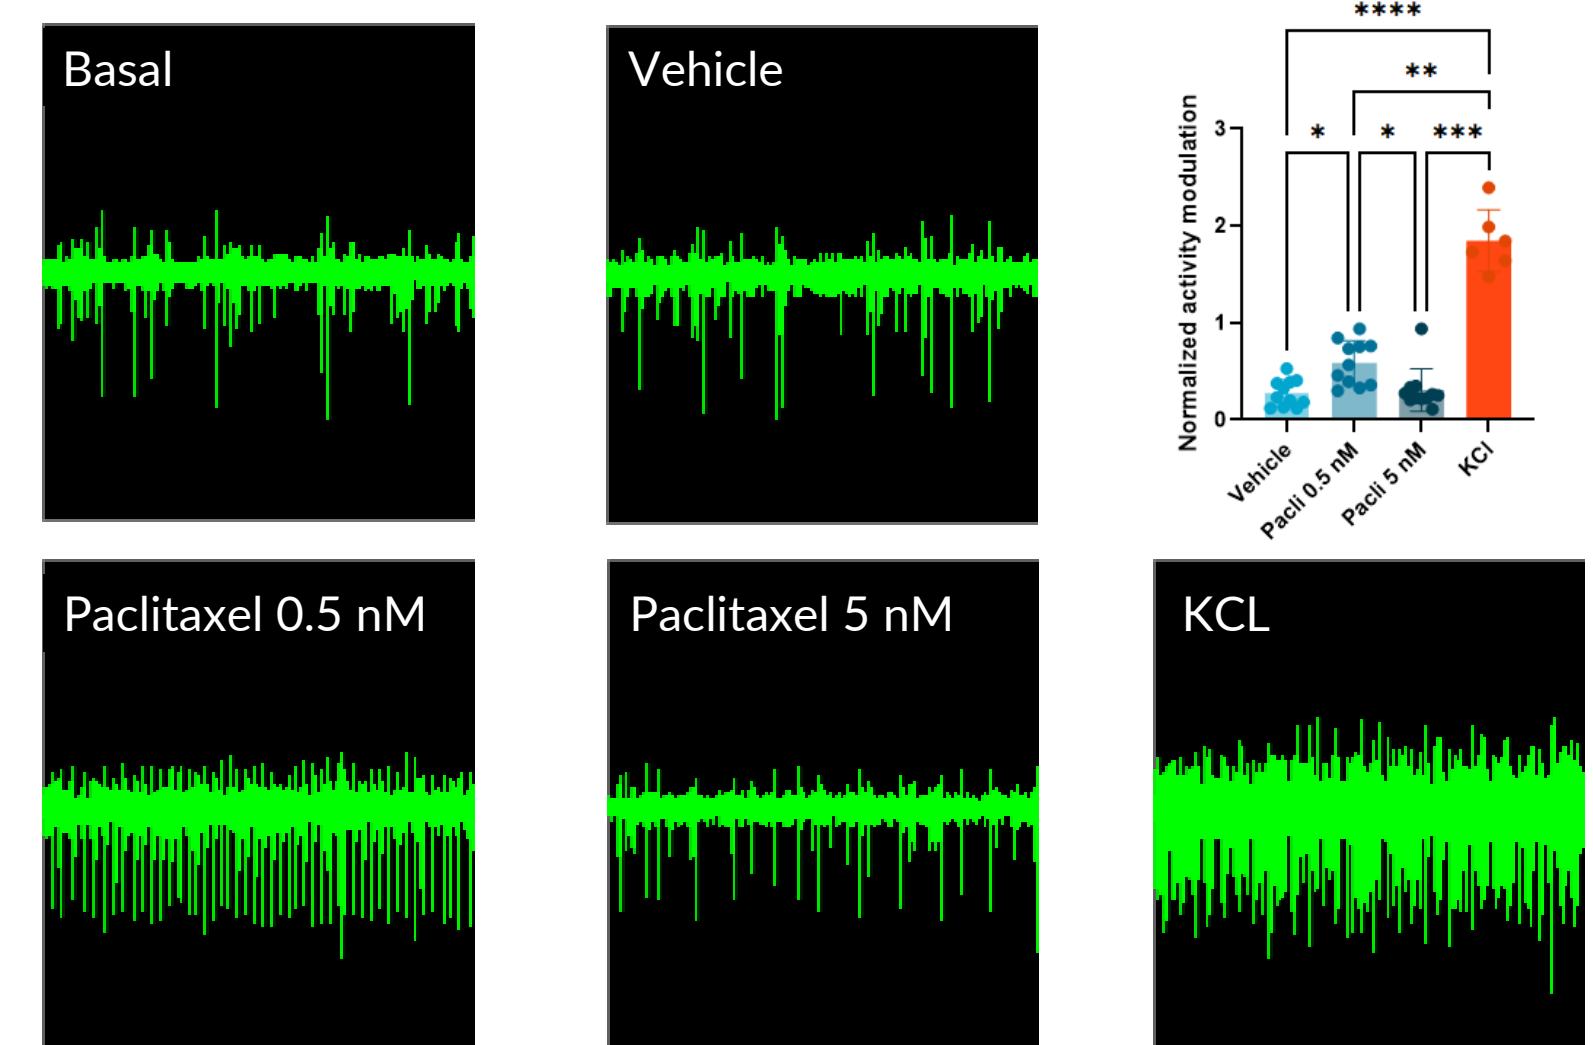 Basal
Vehicle
****
**
* * ***
Normalized activity modulation
3
2
1
0
Vehicle
Pacli 0.5 nM
Pacli 5 nM
KCl
Paclitaxel 0.5 nM
Paclitaxel 5 nM
KCL